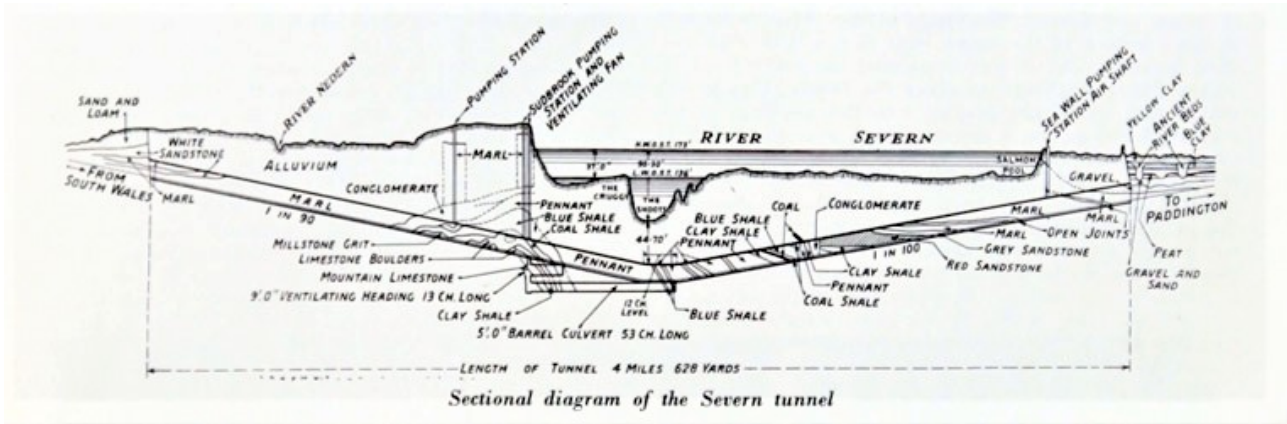 SAND AND
LOAM
WHITE
SANDSTONE
RIVER NEDERN
ALLUVIUM
PUMPING STATION
SUDBROOK PUMPING
STATION AND
VENTILATING FAN
MARL
CONGLOMERATE
FROM
SOUTH WALES
MARL
MARL
1 IN 90
MILLSTONE GRIT
LIMESTONE BOULDERS
MOUNTAIN LIMESTONE
9'.0" VENTILATING HEADING 13 CH. LONG
CLAY SHALE
5'.0" BARREL CULVERT 53 CH. LONG
PENNANT
BLUE SHALE
COAL SHALE
PENNANT
RIVER SEVERN
THE
SHOOTS
44·70'
12 CH.
LEVEL
BLUE SHALE
CLAY SHALE
PENNANT
BLUE SHALE
COAL
CONGLOMERATE
CLAY SHALE
PENNANT
COAL SHALE
1 IN 100
RED SANDSTONE
GREY SANDSTONE
MARL
MARL
MARL
OPEN JOINTS
SALMON
POOL
SEA WALL PUMPING
STATION AIR SHAFT
GRAVEL
YELLOW CLAY
ANCIENT
RIVER BEDS
BLUE
CLAY
TO
PADDINGTON
PEAT
GRAVEL AND
SAND
LENGTH OF TUNNEL 4 MILES 628 YARDS
Sectional diagram of the Severn tunnel